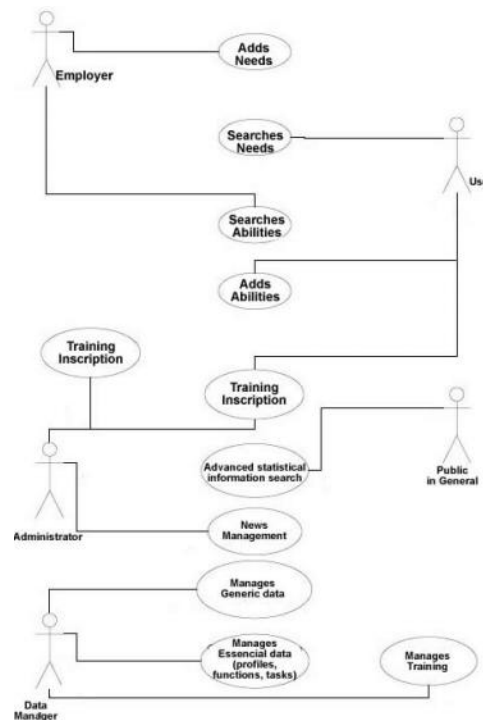 Adds
Needs
Employer
Searches
Needs
Use
Searches
Abilities
Adds
Abilities
Training
Inscription
Training
Inscription
Advanced statistical
information search
Public
in General
News
Management
Administrator
Manages
Generic data
Manages
Essencial data
(profiles,
functions, tasks)
Manages
Training
Data
Manager